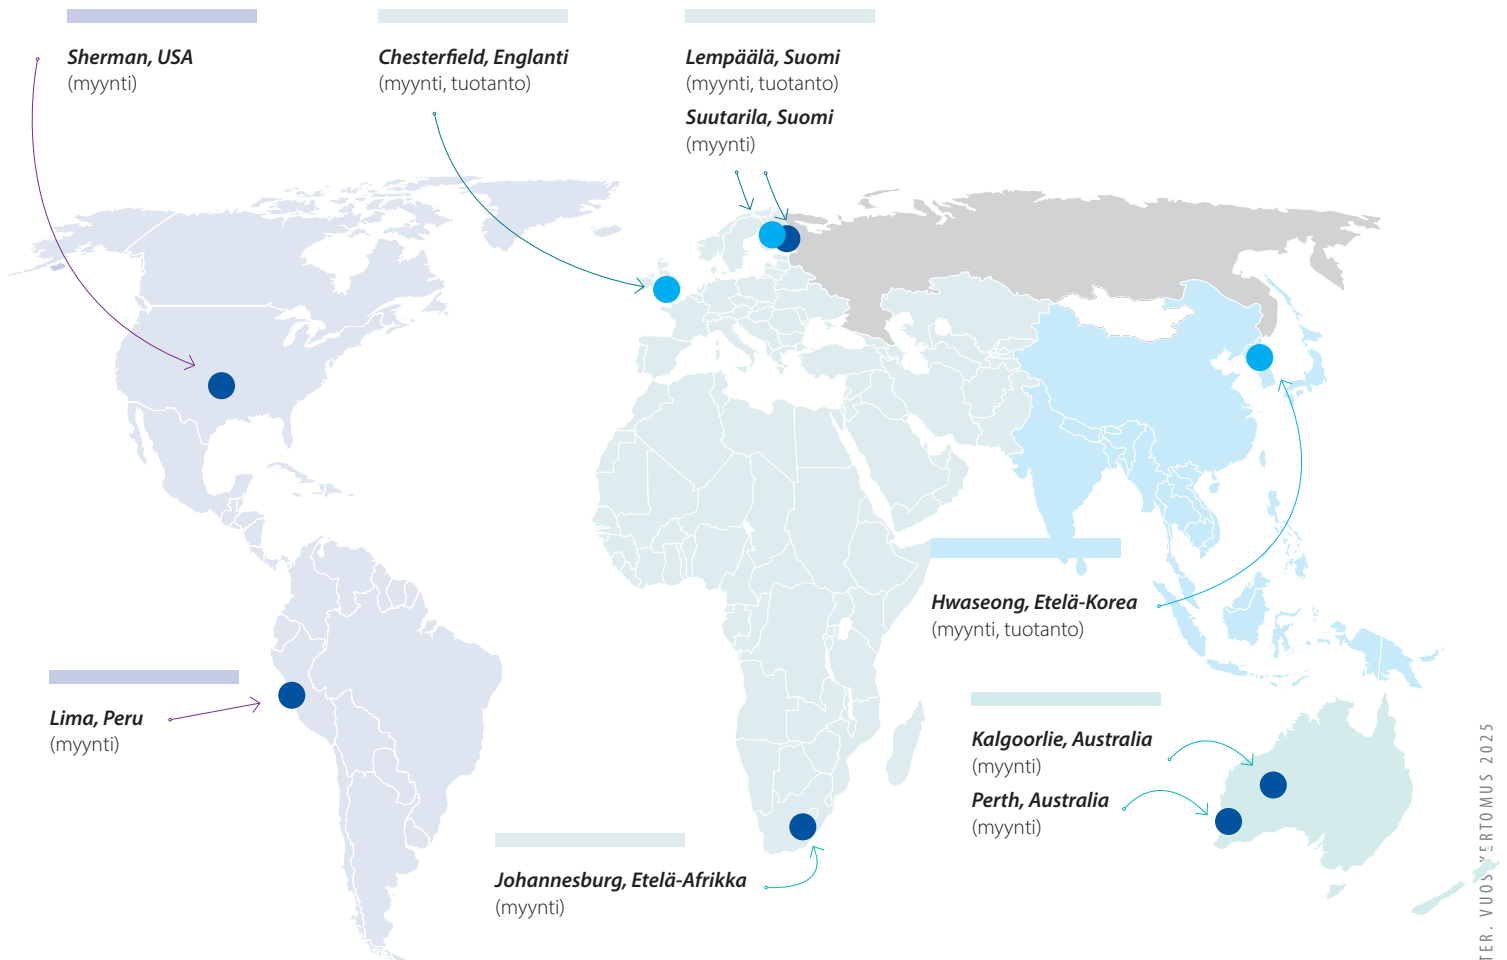 Sherman, USA
(myynti)
Chesterfield, Englanti
(myynti, tuotanto)
Lempäälä, Suomi
(myynti, tuotanto)
Suutarila, Suomi
(myynti)
Hwaseong, Etelä-Korea
(myynti, tuotanto)
Lima, Peru
(myynti)
Kalgoorlie, Australia
(myynti)
Perth, Australia
(myynti)
Johannesburg, Etelä-Afrikka
(myynti)
2025